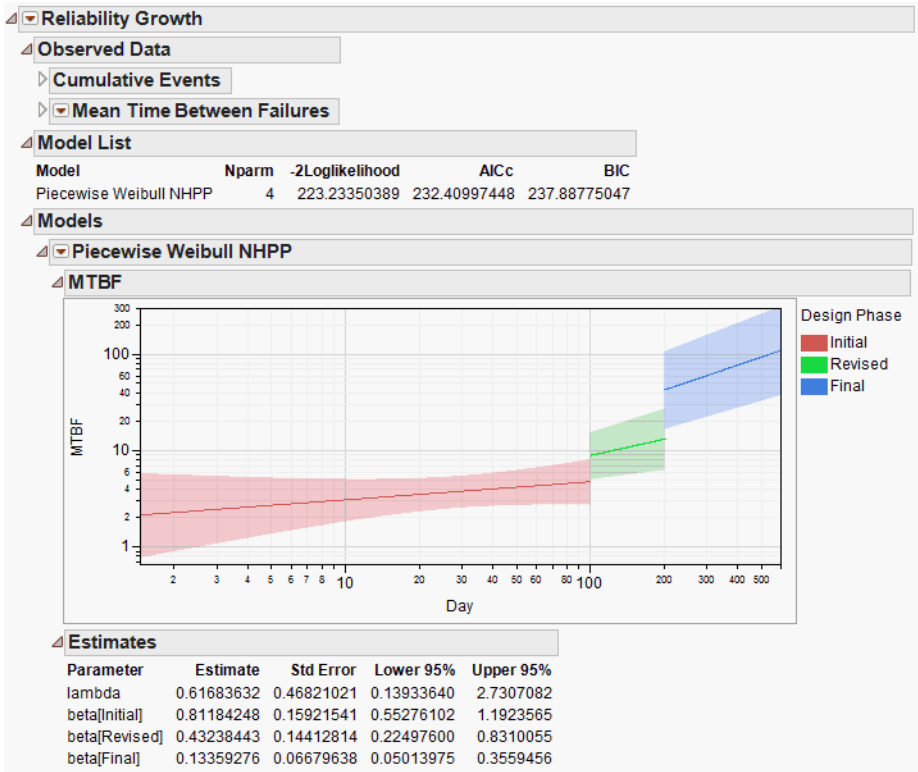 Reliability Growth
Observed Data
Cumulative Events
Mean Time Between Failures
Model List
Model Nparm -2Loglikelihood AICc BIC
Piecewise Weibull NHPP 4 223.23350389 232.40997448 237.88775047
Models
Piecewise Weibull NHPP
MTBF
300
200
100
60
40
20
10
6
4
2
1
MTBF
2 3 4 5 6 7 8 10 20 30 40 50 60 80 100 200 300 400 500
Day
Design Phase
Initial
Revised
Final
Estimates
Parameter Estimate Std Error Lower 95% Upper 95%
lambda 0.61683632 0.46821021 0.13933640 2.7307082
beta[Initial] 0.81184248 0.15921541 0.55276102 1.1923565
beta[Revised] 0.43238443 0.14412814 0.22497600 0.8310055
beta[Final] 0.13359276 0.06679638 0.05013975 0.3559456